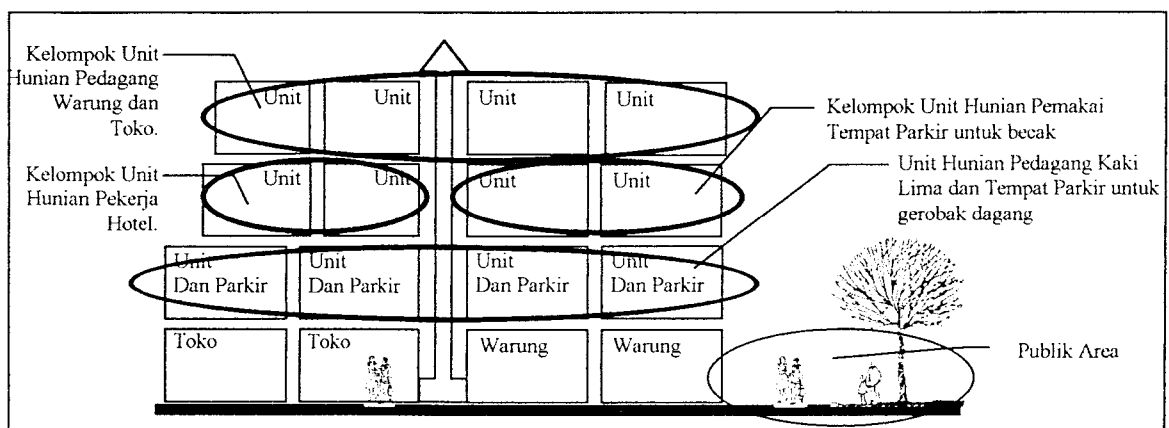 Kelompok Unit
Hunian Pedagang
Warung dan
Toko.
Unit
Unit
Unit
Unit
Kelompok Unit Hunian Pemakai
Tempat Parkir untuk becak
Kelompok Unit
Hunian Pekerja
Hotel.
Unit
Unit
Unit
Unit
Unit Hunian Pedagang Kaki
Lima dan Tempat Parkir untuk
gerobak dagang
Unit
Dan Parkir
Unit
Dan Parkir
Unit
Dan Parkir
Unit
Dan Parkir
Toko
Toko
Warung
Warung
Publik Area